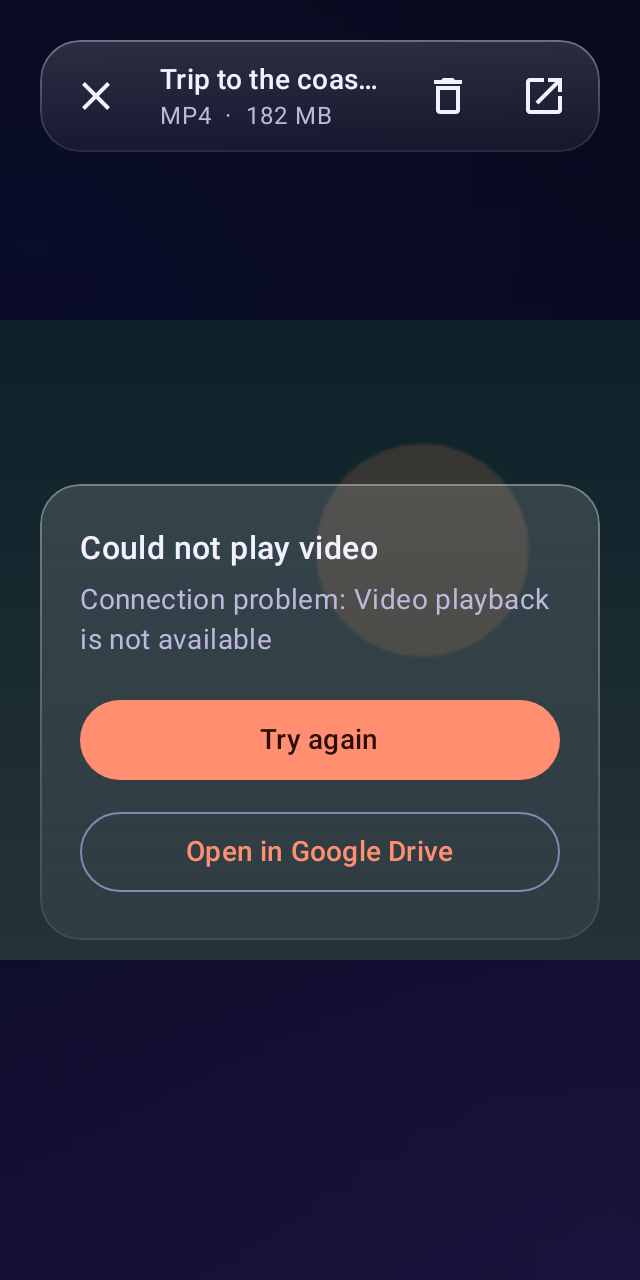 Trip to the coas...
MP4 · 182 MB
Could not play video
Connection problem: Video playback
is not available
Try again
Open in Google Drive